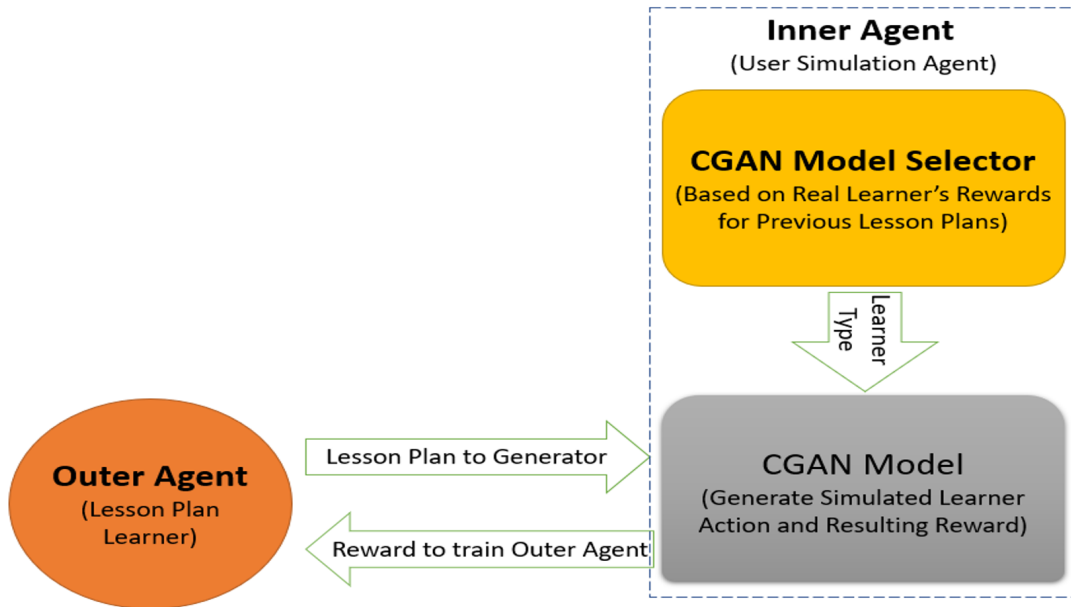 Inner Agent
(User Simulation Agent)
CGAN Model Selector
(Based on Real Learner's Rewards
for Previous Lesson Plans)
Learner
Type
Outer Agent
(Lesson Plan
Learner)
Lesson Plan to Generator
Reward to train Outer Agent
CGAN Model
(Generate Simulated Learner
Action and Resulting Reward)